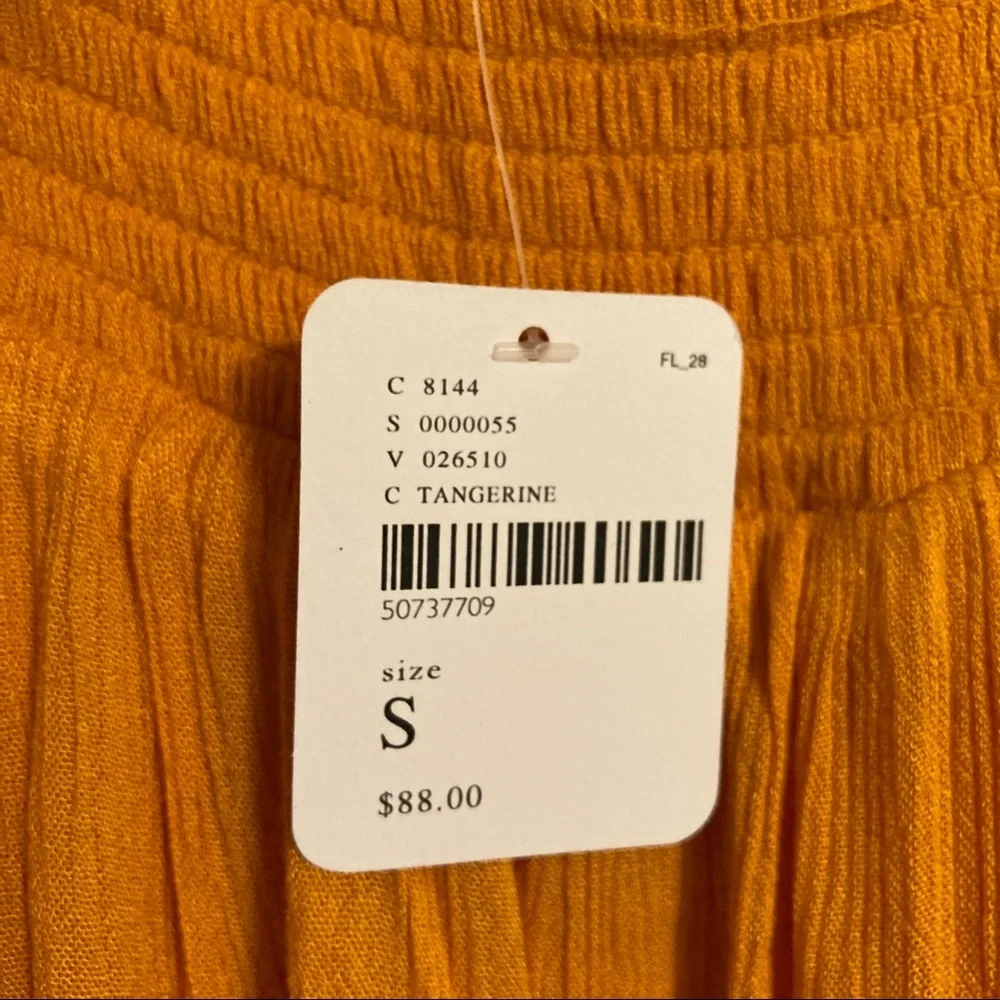 FL_28
C 8144
S 0000055
V 026510
C TANGERINE
50737709
size
S
$88.00